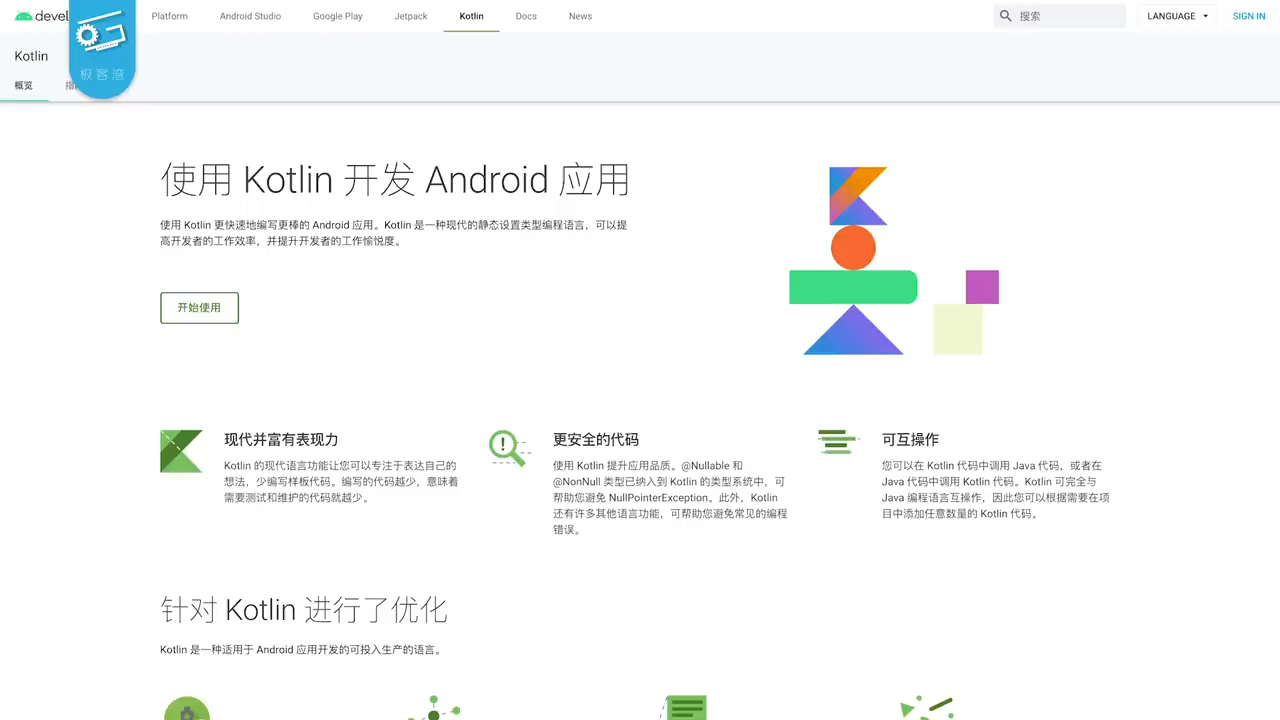 devel
Platform
Android Studio
Google Play
Jetpack
Kotlin
Docs
News
搜索
LANGUAGE
SIGN IN
极客湾
Kotlin
概览
使用 Kotlin 开发 Android 应用
使用 Kotlin 更快速地编写更棒的 Android 应用。Kotlin 是一种现代的静态设置类型编程语言，可以提
高开发者的工作效率，并提升开发者的工作愉悦度。
开始使用
现代并富有表现力
Kotlin 的现代语言功能让您可以专注于表达自己的
想法，少编写样板代码。编写的代码越少，意味着
需要测试和维护的代码就越少。
更安全的代码
使用 Kotlin 提升应用品质。@Nullable 和
@NonNull 类型已纳入到 Kotlin 的类型系统中，可
帮助您避免 NullPointerException。此外，Kotlin
还有许多其他语言功能，可帮助您避免常见的编程
错误。
可互操作
您可以在 Kotlin 代码中调用 Java 代码，或者在
Java 代码中调用 Kotlin 代码。Kotlin 可完全与
Java 编程语言互操作，因此您可以根据需要在项
目中添加任意数量的 Kotlin 代码。
针对 Kotlin 进行了优化
Kotlin 是一种适用于 Android 应用开发的可投入生产的语言。